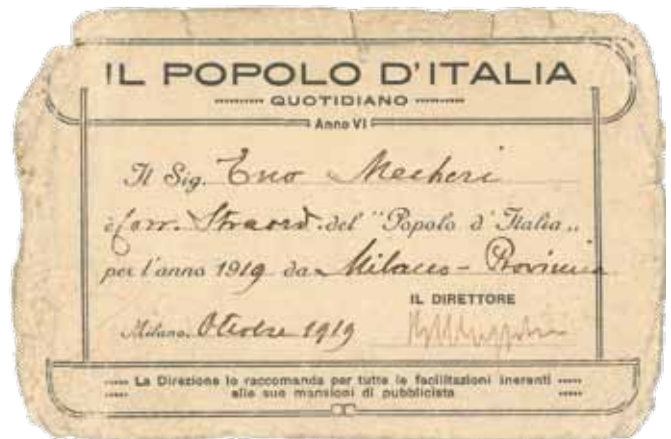 IL POPOLO D'ITALIA
QUOTIDIANO
Anno VI
Il Sig. Eno Mecheri
è Corr. Straord. del "Popolo d'Italia„
per l'anno 1919 da Milano - Provincia
IL DIRETTORE
Milano, Ottobre 1919
La Direzione lo raccomanda per tutte le facilitazioni inerenti
alle sue mansioni di pubblicista